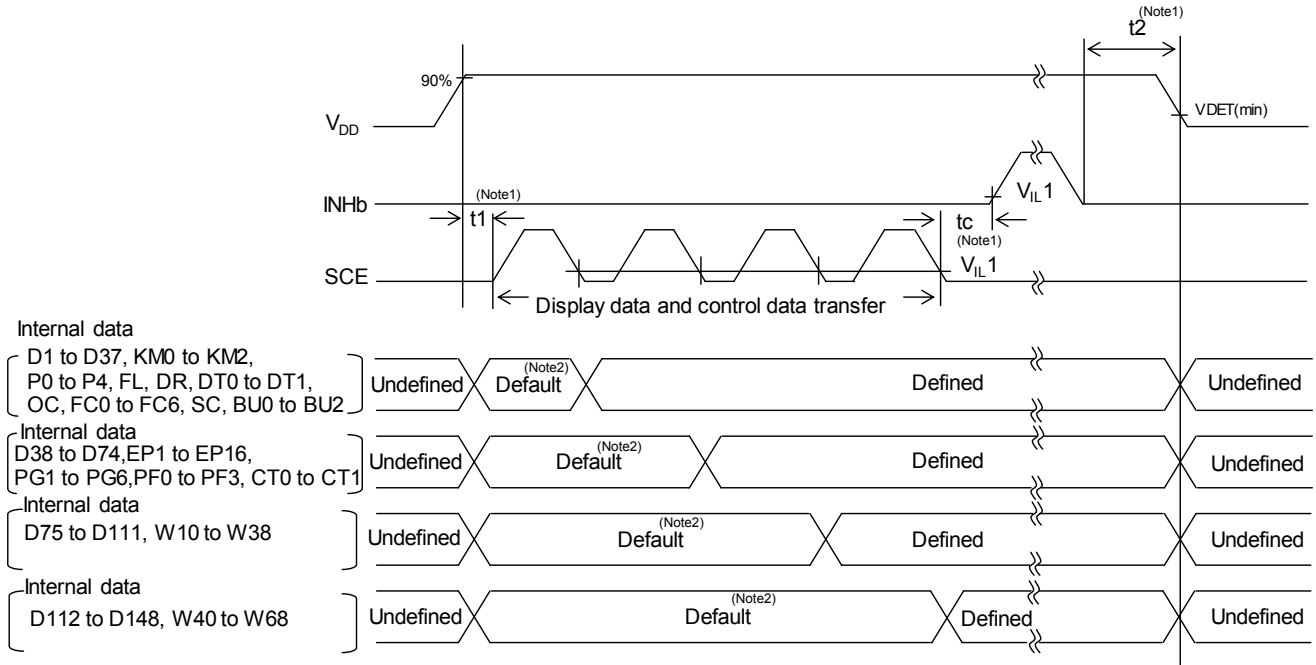 (Note1)
t2
90%
VDD
VDET(min)
(Note1)
INHb
t1
tc
VIL1
(Note1)
VIL1
SCE
Display data and control data transfer
Internal data
D1 to D37, KM0 to KM2,
P0 to P4, FL, DR, DT0 to DT1,
OC, FC0 to FC6, SC, BU0 to BU2
Undefined
Default
(Note2)
Defined
Undefined
Internal data
D38 to D74,EP1 to EP16,
PG1 to PG6,PF0 to PF3, CT0 to CT1
Undefined
Default
(Note2)
Defined
Undefined
Internal data
D75 to D111, W10 to W38
Undefined
Default
(Note2)
Defined
Undefined
Internal data
D112 to D148, W40 to W68
Undefined
Default
(Note2)
Defined
Undefined